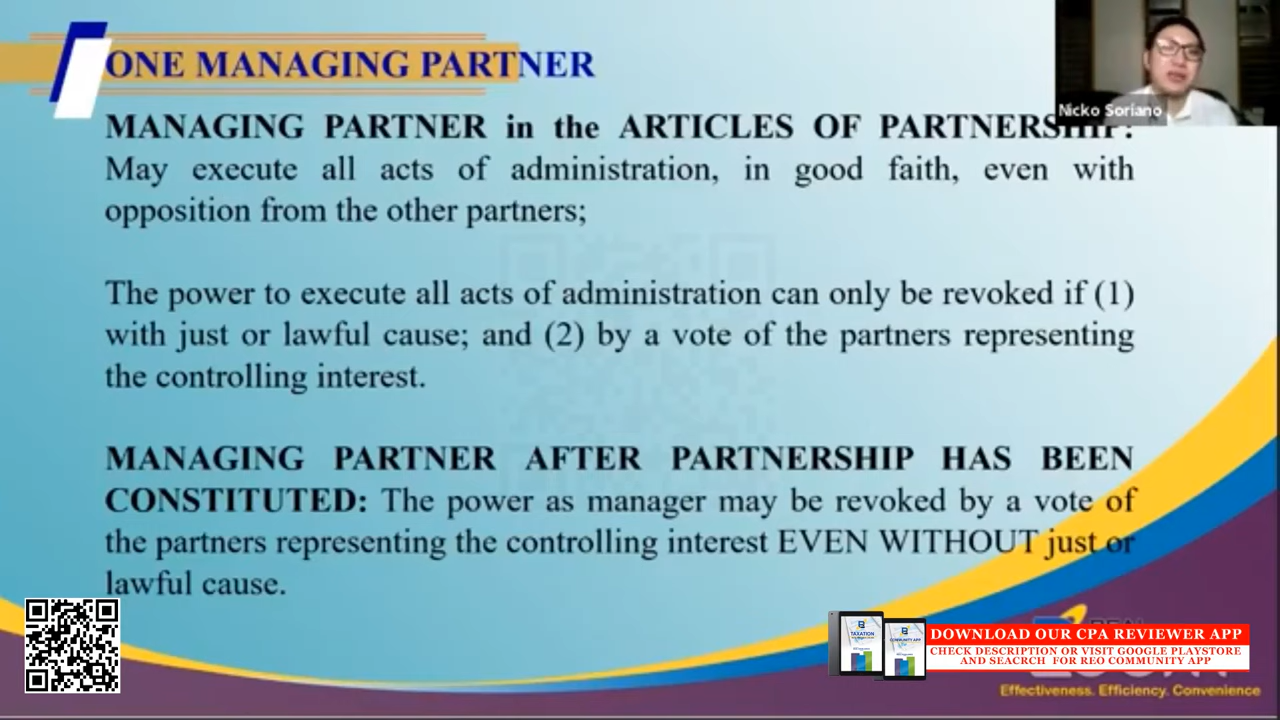 ONE MANAGING PARTNER
Nicko Soriano
MANAGING PARTNER in the ARTICLES OF PARTNERSHIP:
May execute all acts of administration, in good faith, even with
opposition from the other partners;
The power to execute all acts of administration can only be revoked if (1)
with just or lawful cause; and (2) by a vote of the partners representing
the controlling interest.
MANAGING PARTNER AFTER PARTNERSHIP HAS BEEN
CONSTITUTED: The power as manager may be revoked by a vote of
the partners representing the controlling interest EVEN WITHOUT just or
lawful cause.
TAXATION
COMMUNITY APP
DOWNLOAD OUR CPA REVIEWER APP
CHECK DESCRIPTION OR VISIT GOOGLE PLAYSTORE
AND SEACRCH FOR REO COMMUNITY APP
Effectiveness. Efficiency. Convenience